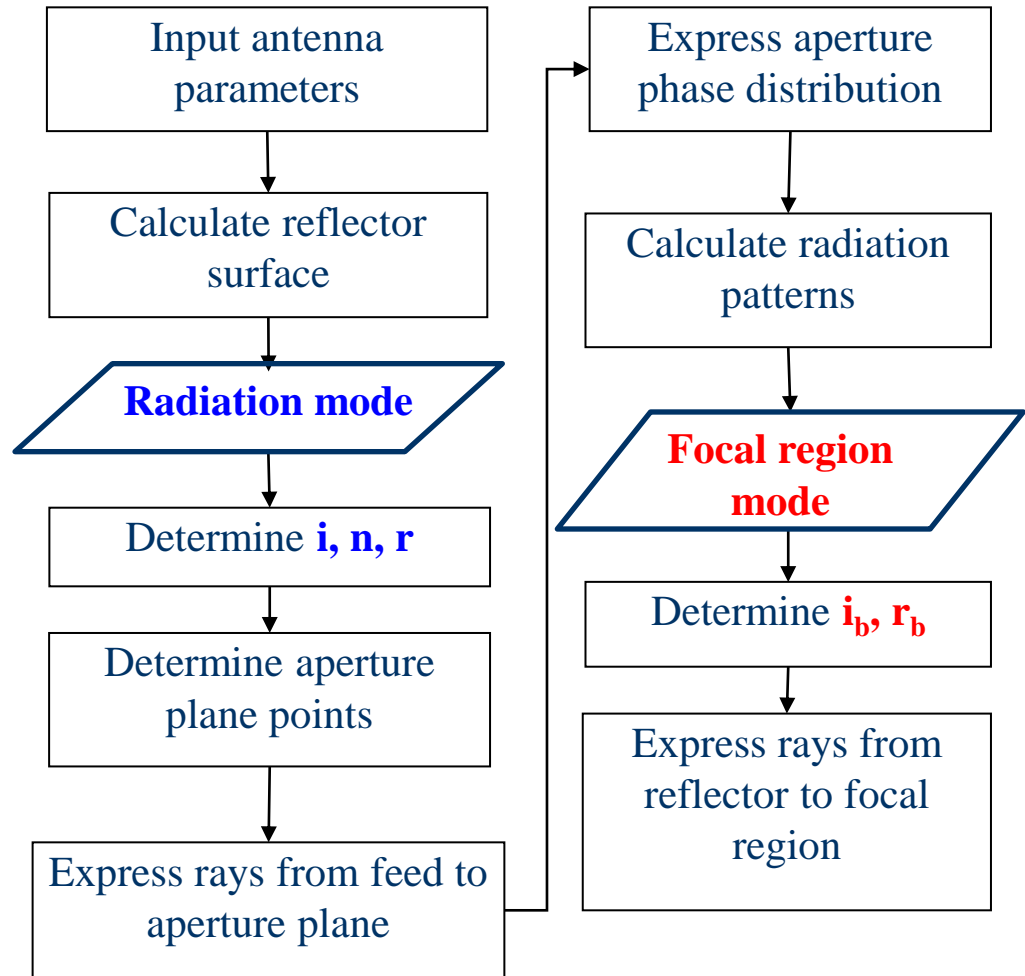 Input antenna
parameters
Calculate reflector
surface
Radiation mode
Determine i, n, r
Determine aperture
plane points
Express rays from feed to
aperture plane
Express aperture
phase distribution
Calculate radiation
patterns
Focal region
mode
Determine i_b, r_b
Express rays from
reflector to focal
region